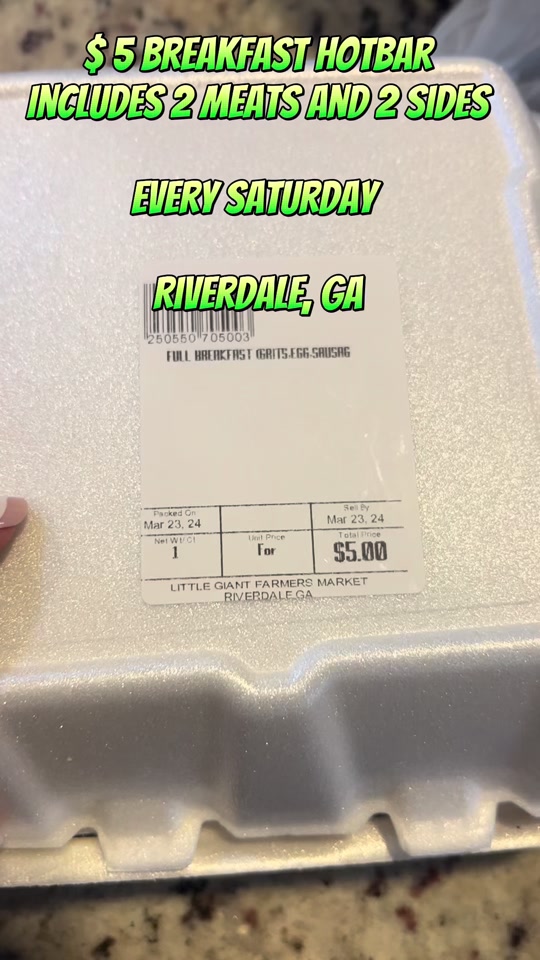 $ 5 BREAKFAST HOTBAR
INCLUDES 2 MEATS AND 2 SIDES
EVERY SATURDAY
RIVERDALE, GA
250550 705003
FULL BREAKFAST (GRITS,EGG,SAUSAG
Packed On
Mar 23, 24
Sell By
Mar 23, 24
Net Wt/Ct
1
Unit Price
For
Total Price
$5.00
LITTLE GIANT FARMERS MARKET
RIVERDALE,GA